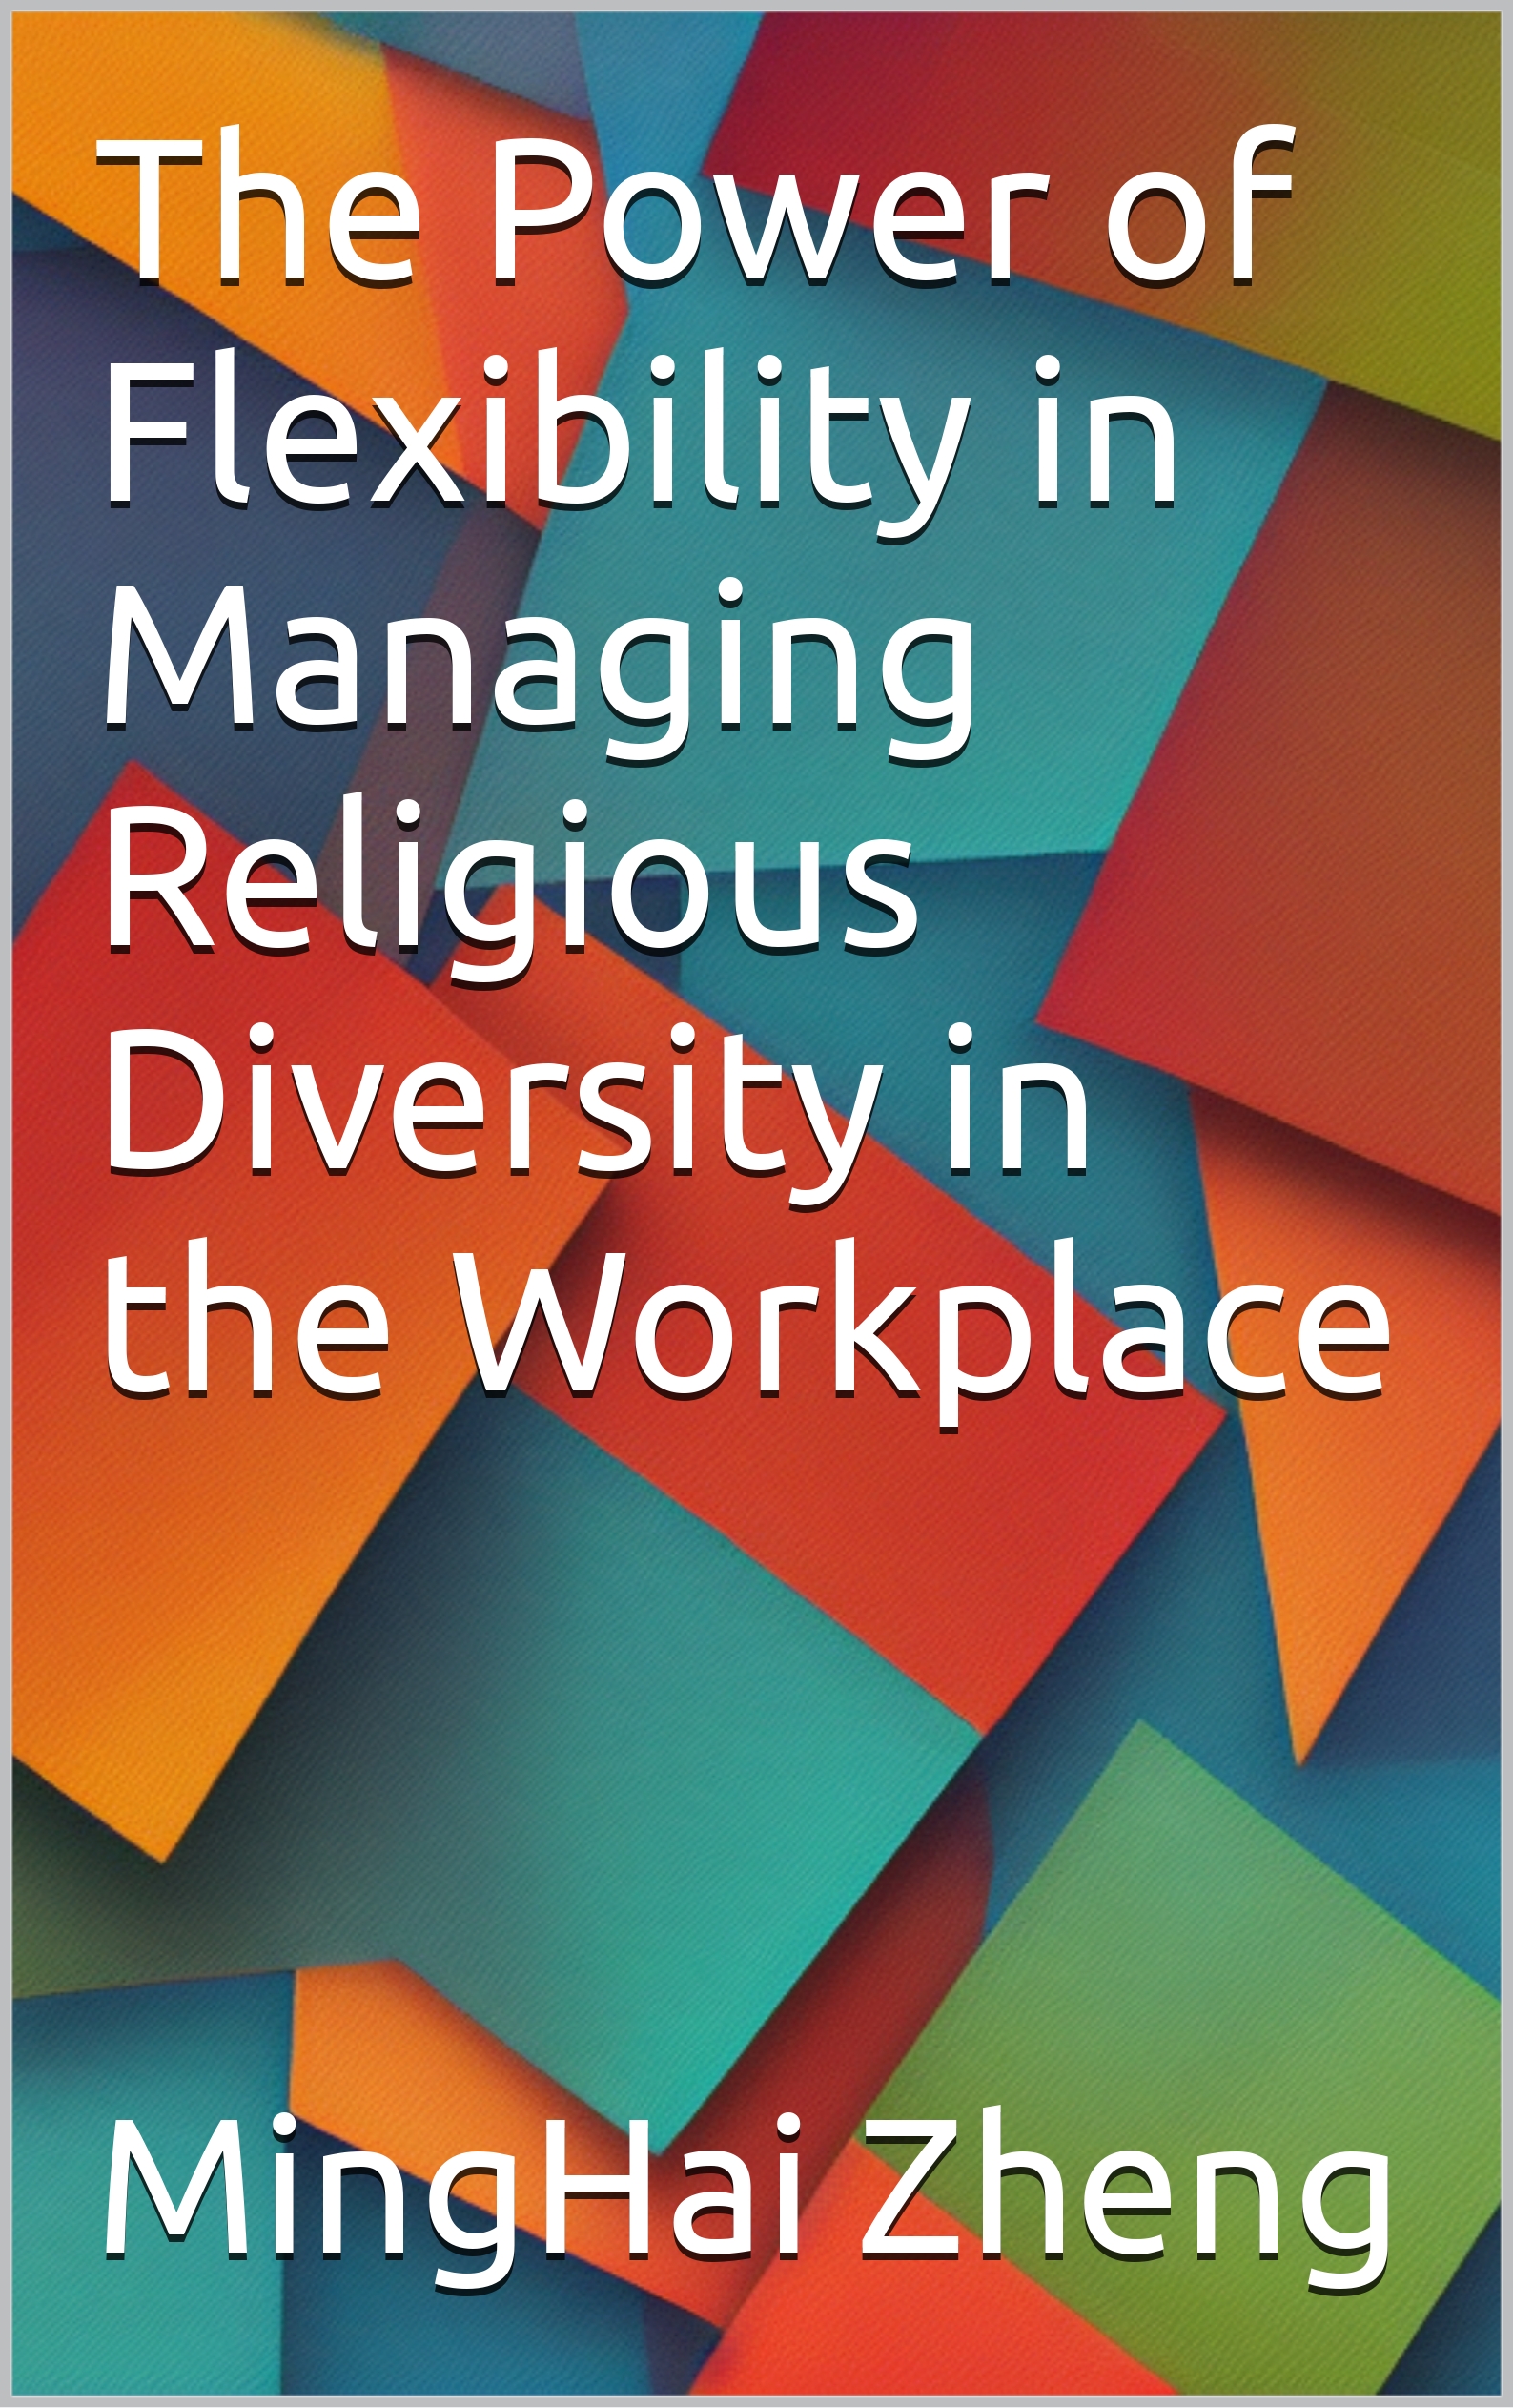 The Power of
Flexibility in
Managing
Religious
Diversity in
the Workplace
MingHai Zheng